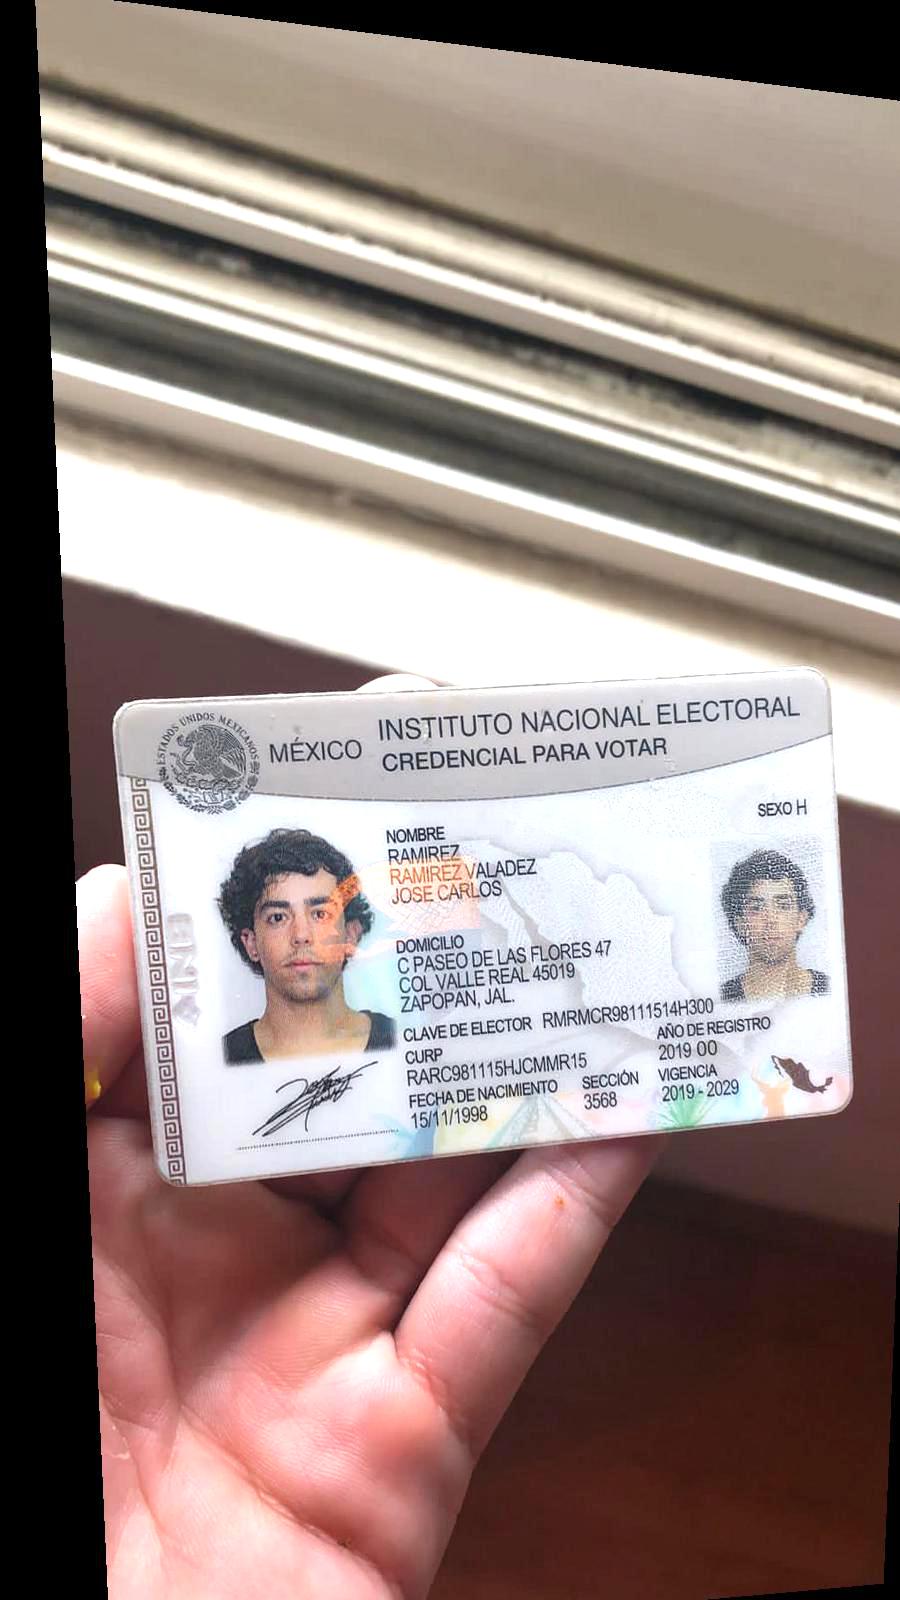 ESTADOS UNIDOS MEXICANOS
MÉXICO
INSTITUTO NACIONAL ELECTORAL
CREDENCIAL PARA VOTAR
SEXO H
NOMBRE
RAMIREZ
RAMIREZ VALADEZ
JOSE CARLOS
DOMICILIO
C PASEO DE LAS FLORES 47
COL VALLE REAL 45019
ZAPOPAN, JAL.
CLAVE DE ELECTOR RMRMCR98111514H300
CURP
RARC981115HJCMMR15
AÑO DE REGISTRO
2019 00
FECHA DE NACIMIENTO
15/11/1998
SECCIÓN
3568
VIGENCIA
2019 - 2029
INE